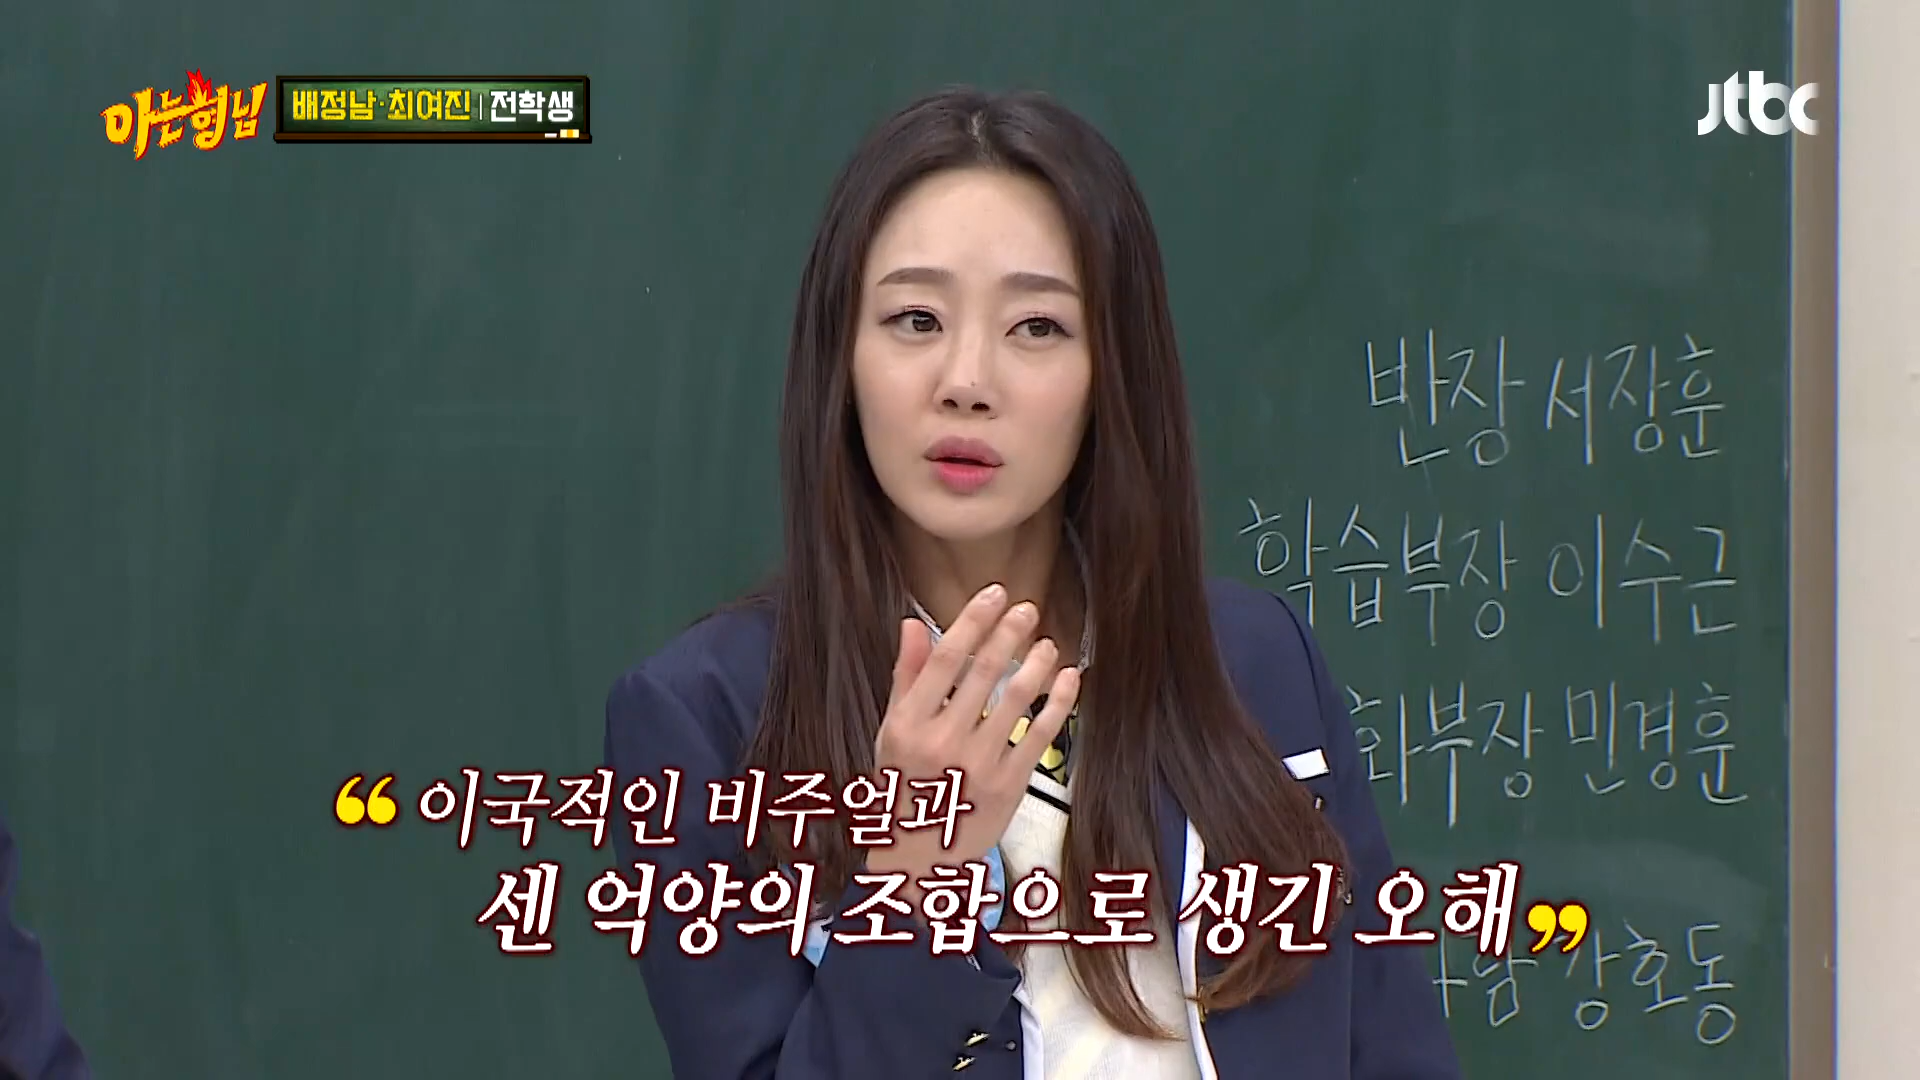 아는형님
배정남·최여진 | 전학생
jtbc
반장 서장훈
학습부장 이수근
화부장 민경훈
“이국적인 비주얼과
센 억양의 조합으로 생긴 오해”
강호동